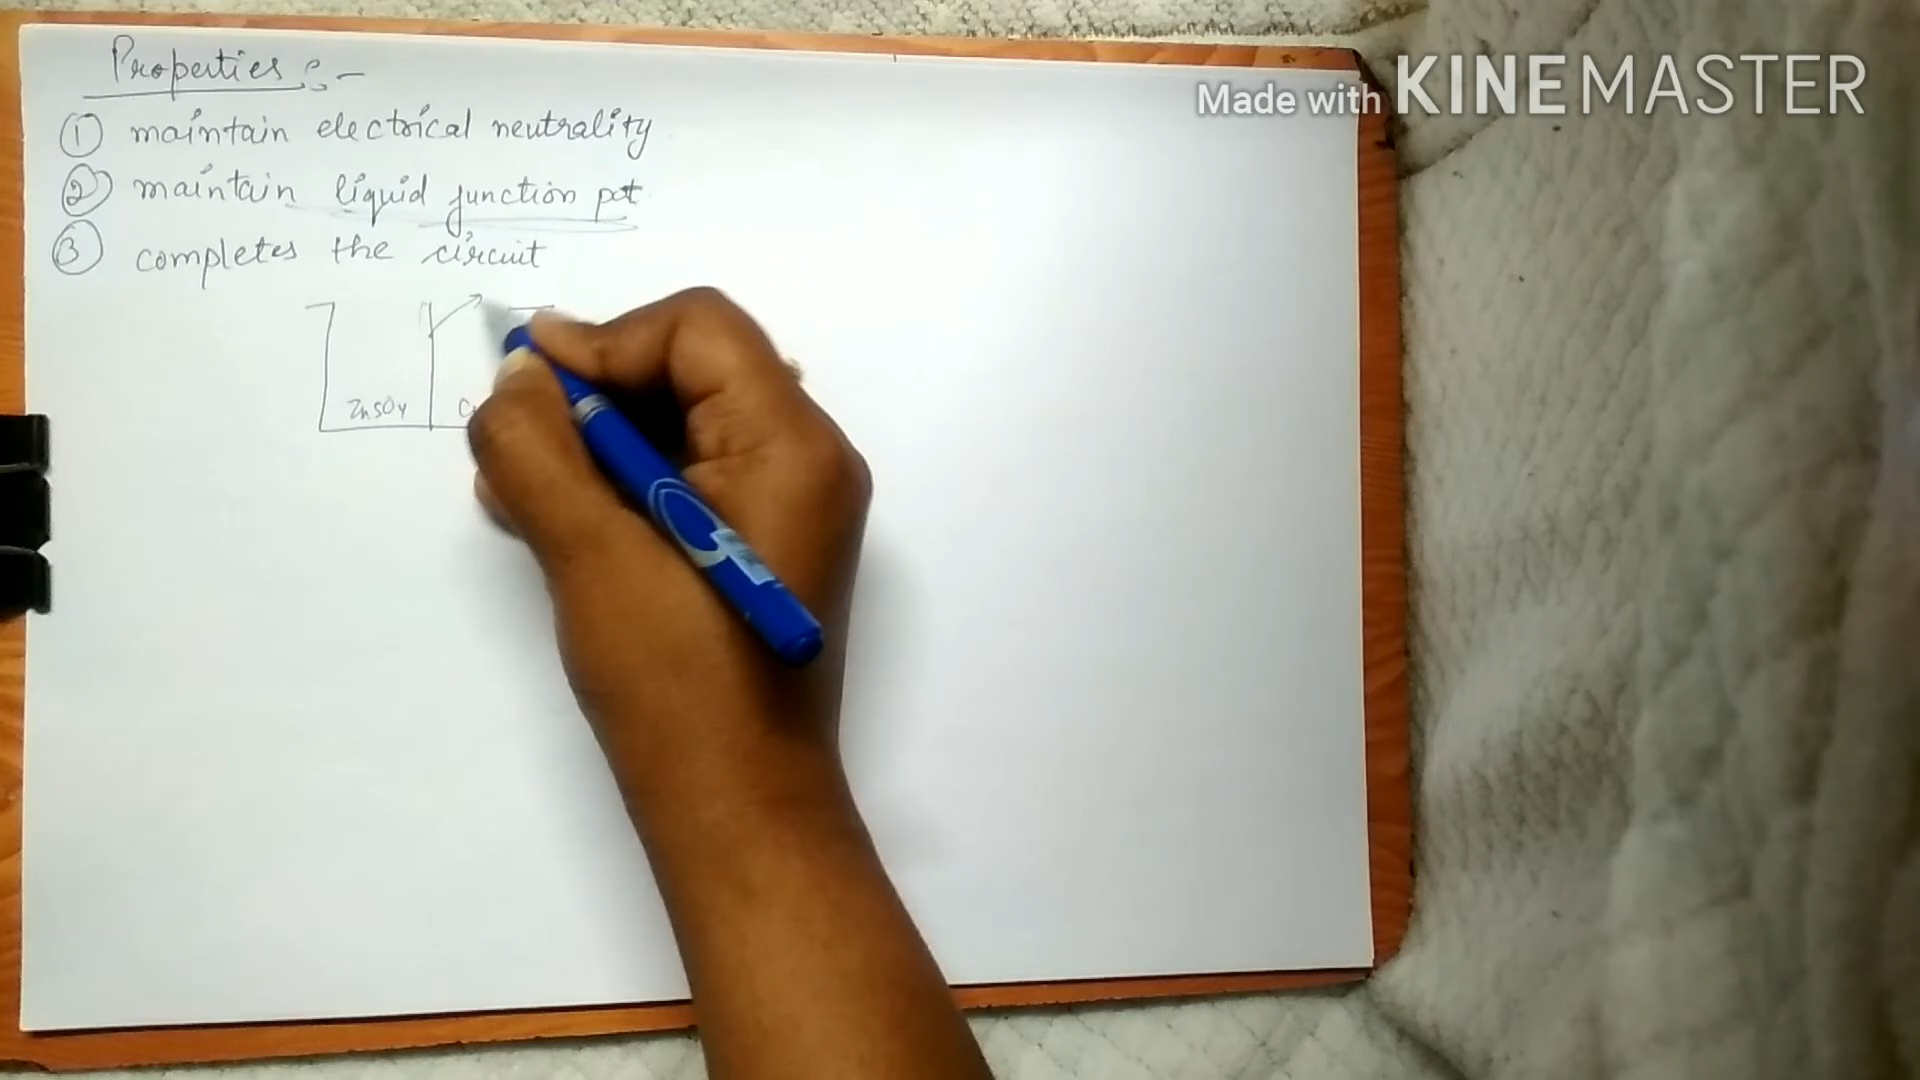 Made with KINEMASTER
Properties :-
① maintain electrical neutrality
② maintain liquid junction pot
③ completes the circuit
ZnSO4